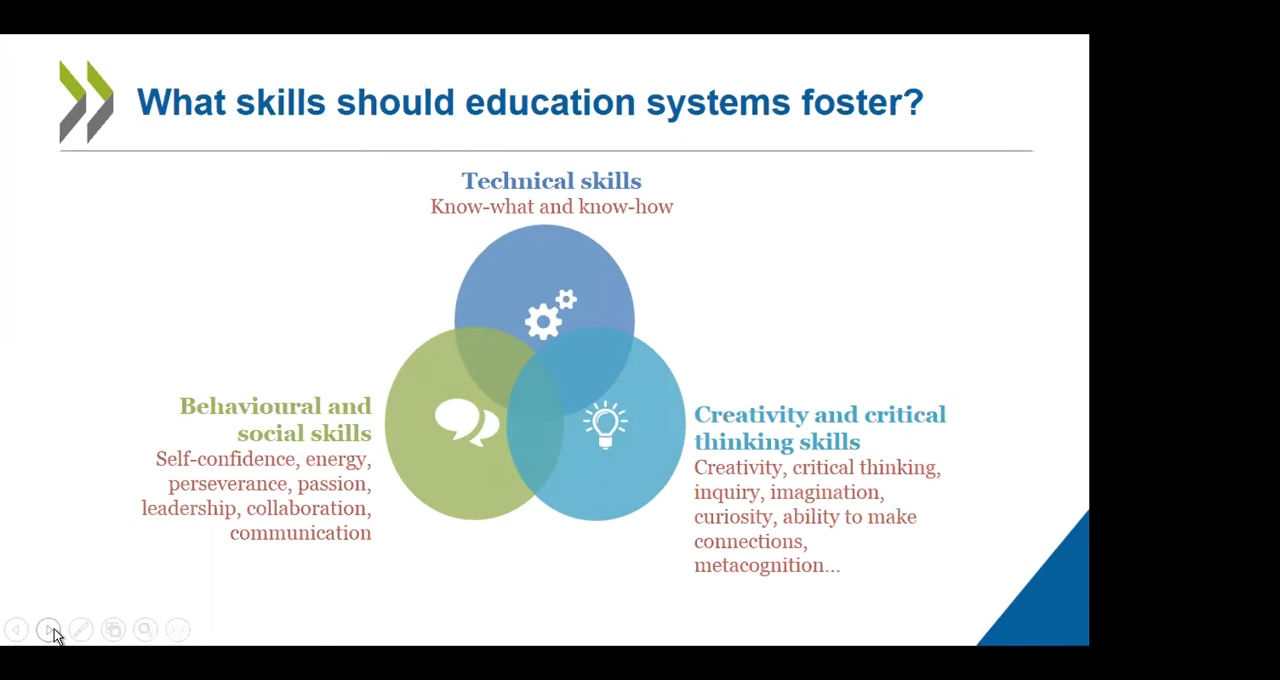 What skills should education systems foster?
Technical skills
Know-what and know-how
Behavioural and
social skills
Self-confidence, energy,
perseverance, passion,
leadership, collaboration,
communication
Creativity and critical
thinking skills
Creativity, critical thinking,
inquiry, imagination,
curiosity, ability to make
connections,
metacognition...